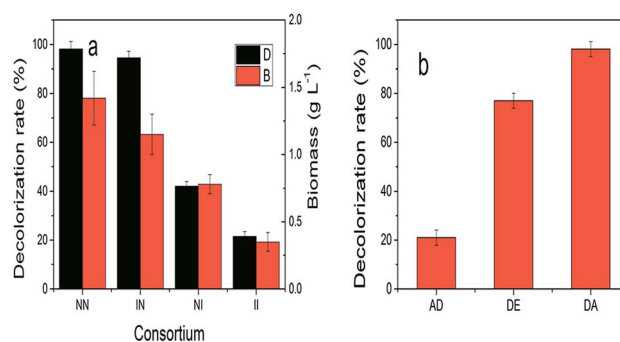 a
D
B
Decolorization rate (%)
100
80
60
40
20
0
2.0
1.5
1.0
0.5
0.0
Biomass (g L⁻¹)
NN IN NI II
Consortium
b
Decolorization rate (%)
100
80
60
40
20
0
AD DE DA